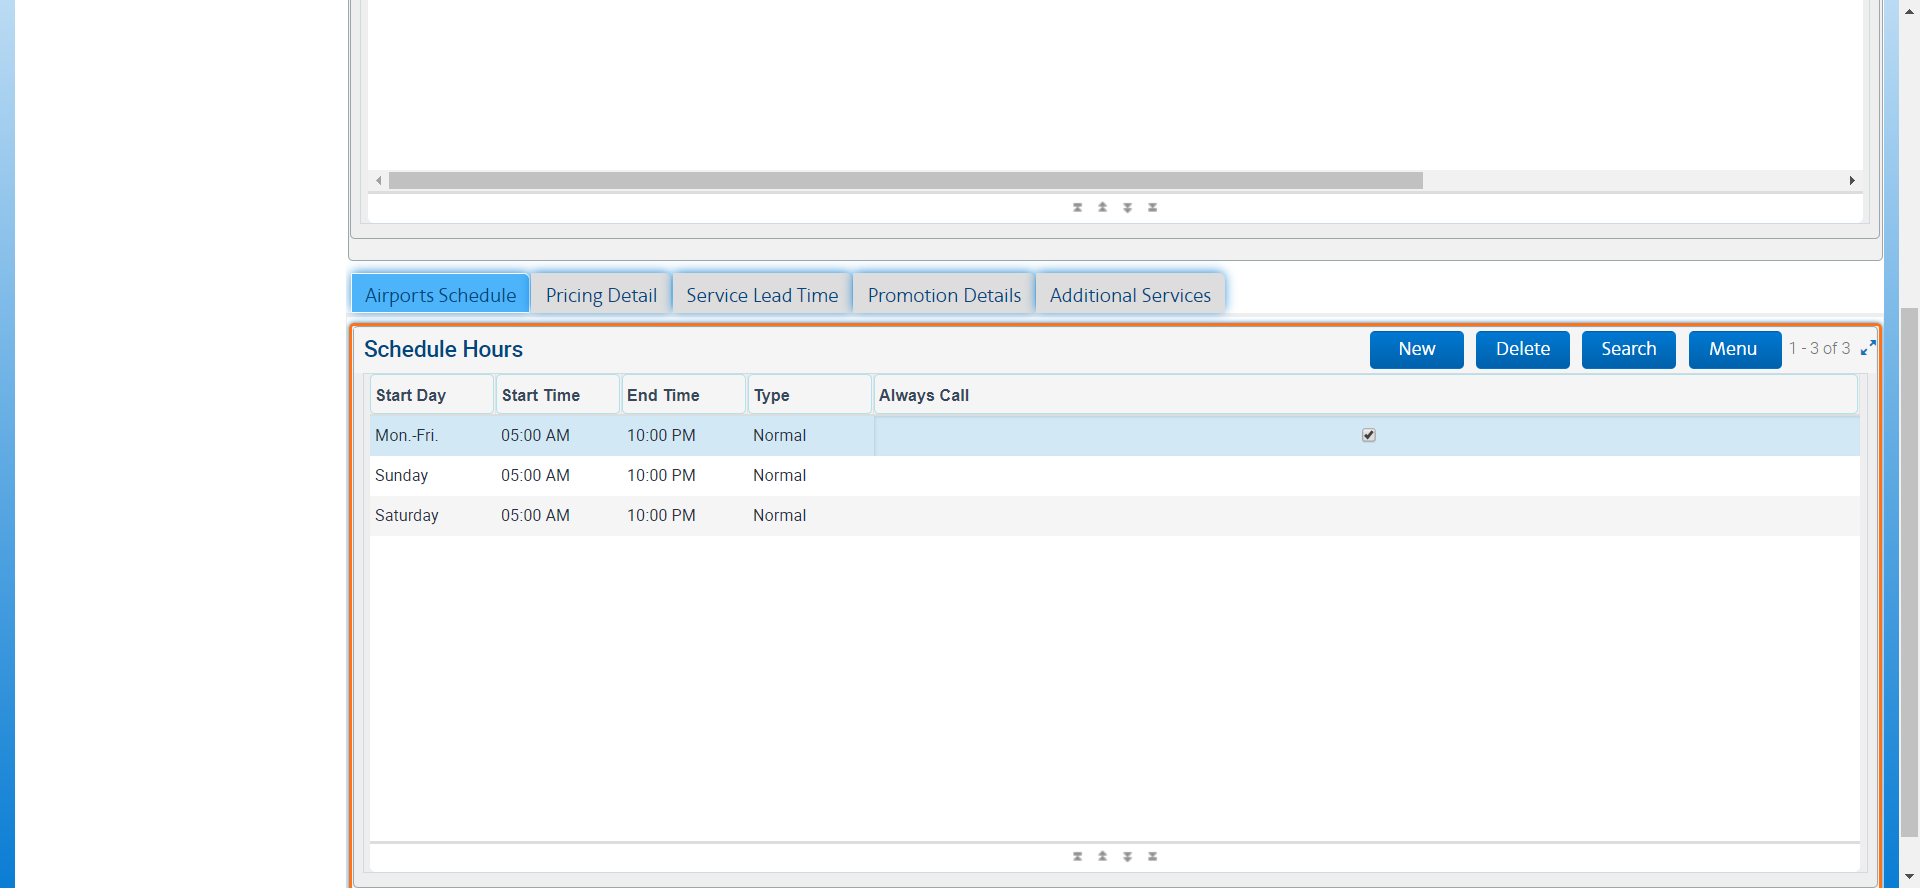 Airports Schedule Pricing Detail Service Lead Time Promotion Details Additional Services
Schedule Hours New Delete Search Menu 1 - 3 of 3
Start Day Start Time End Time Type Always Call
Mon.-Fri. 05:00 AM 10:00 PM Normal
Sunday 05:00 AM 10:00 PM Normal
Saturday 05:00 AM 10:00 PM Normal